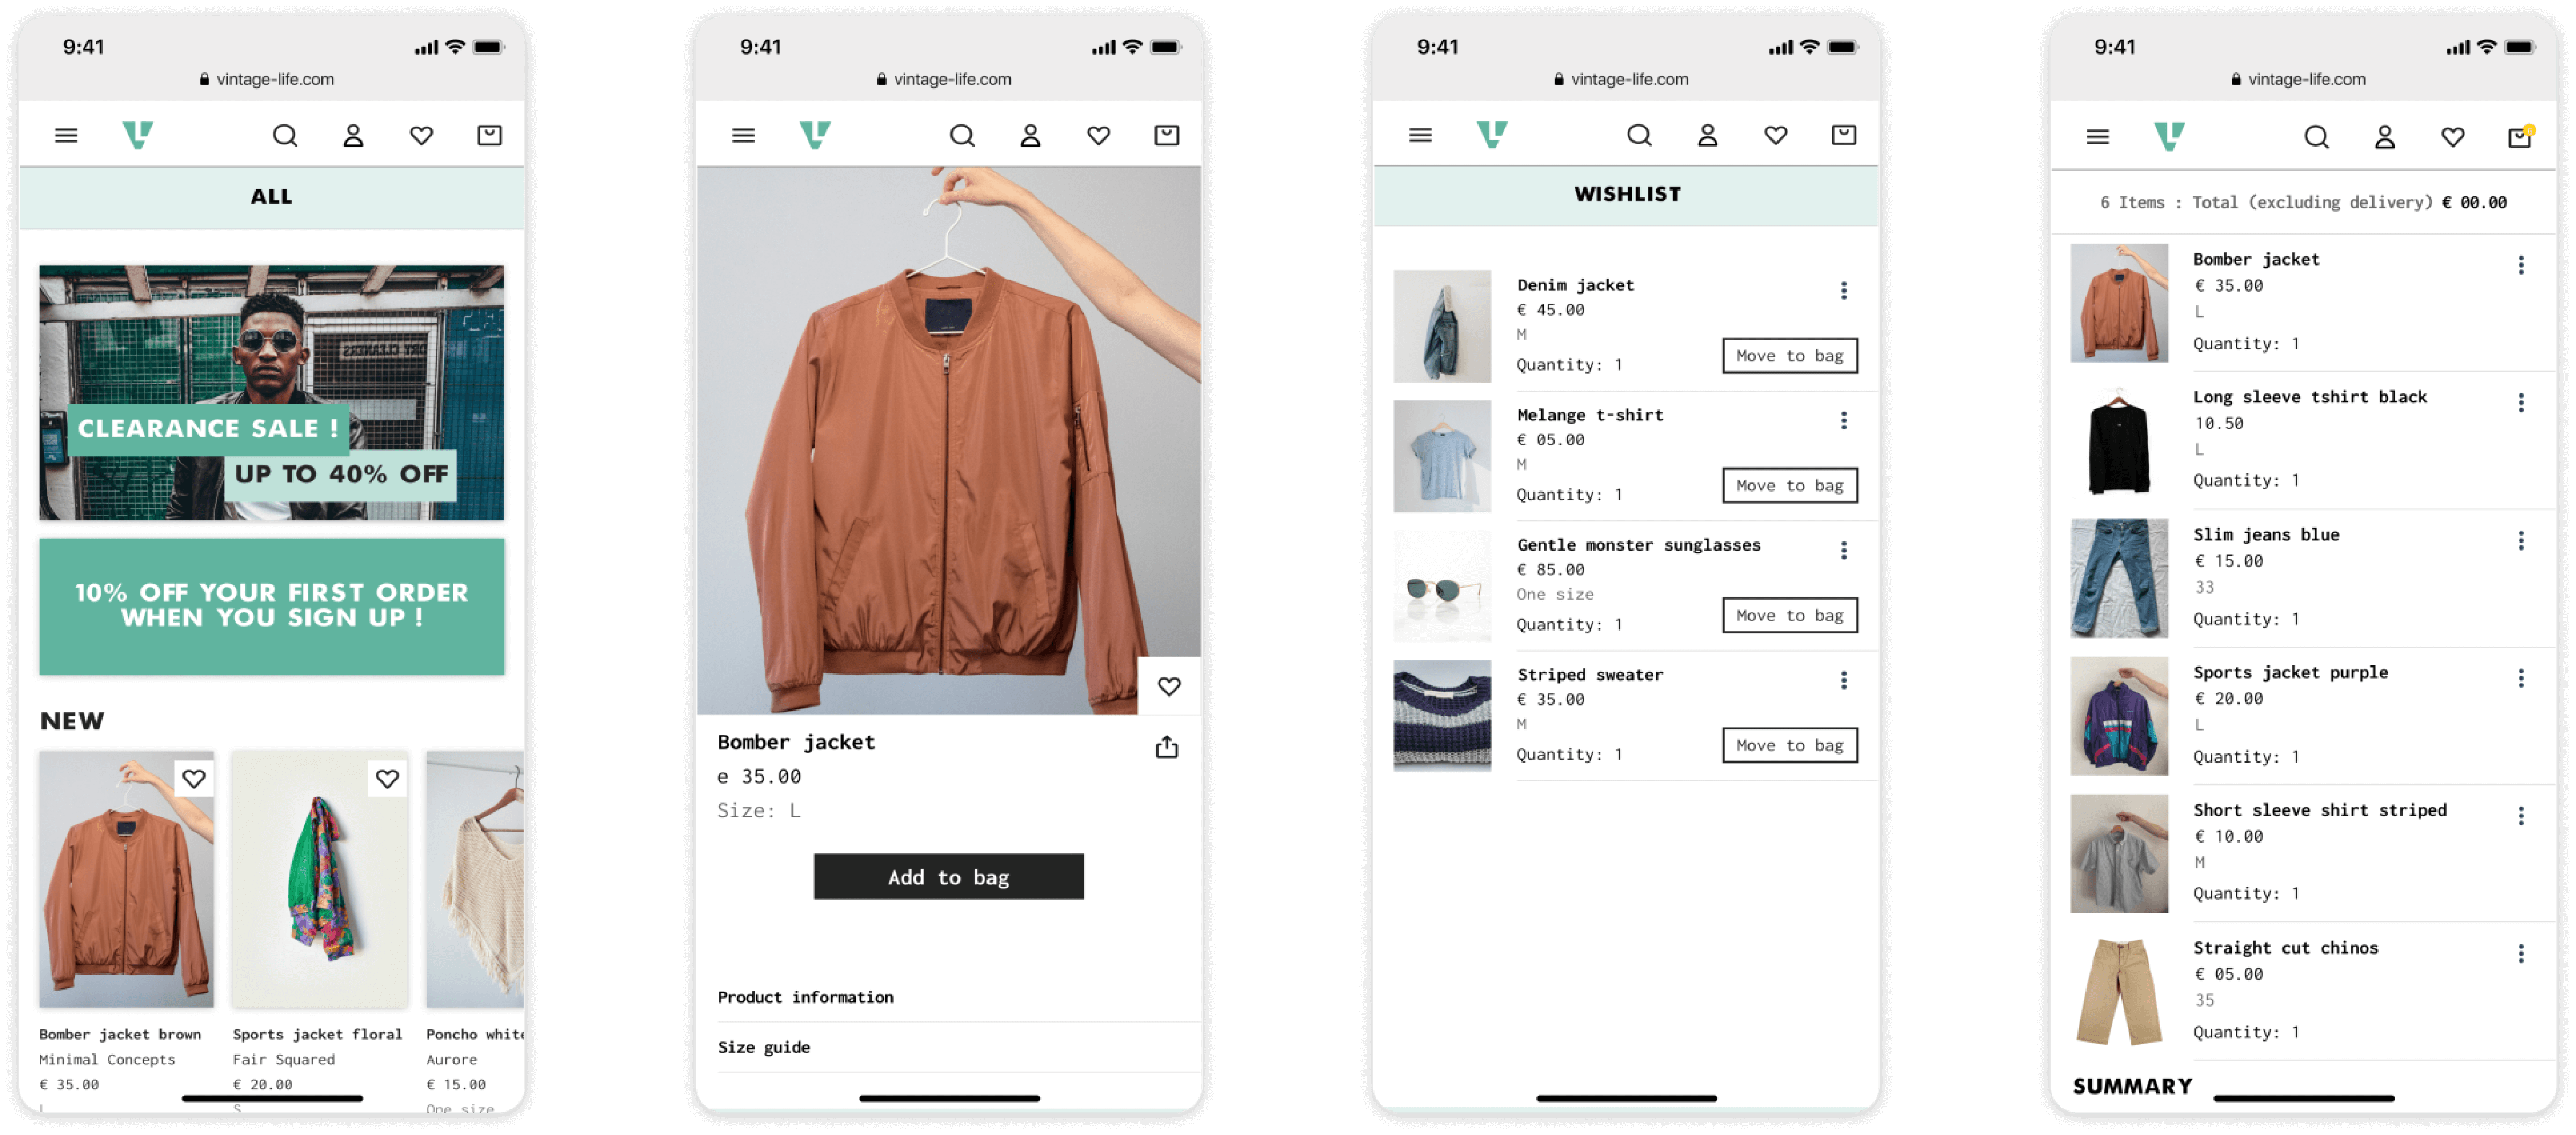 9:41
vintage-life.com
ALL
CLEARANCE SALE !
UP TO 40% OFF
10% OFF YOUR FIRST ORDER
WHEN YOU SIGN UP !
NEW
Bomber jacket brown
Minimal Concepts
€ 35.00
L
Sports jacket floral
Fair Squared
€ 20.00
S
Poncho white
Aurore
€ 15.00
One size
9:41
vintage-life.com
Bomber jacket
e 35.00
Size: L
Add to bag
Product information
Size guide
9:41
vintage-life.com
WISHLIST
Denim jacket
€ 45.00
M
Quantity: 1
Move to bag
Melange t-shirt
€ 05.00
M
Quantity: 1
Move to bag
Gentle monster sunglasses
€ 85.00
One size
Quantity: 1
Move to bag
Striped sweater
€ 35.00
M
Quantity: 1
Move to bag
9:41
vintage-life.com
6 Items : Total (excluding delivery) € 00.00
Bomber jacket
€ 35.00
L
Quantity: 1
Long sleeve tshirt black
10.50
L
Quantity: 1
Slim jeans blue
€ 15.00
33
Quantity: 1
Sports jacket purple
€ 20.00
L
Quantity: 1
Short sleeve shirt striped
€ 10.00
M
Quantity: 1
Straight cut chinos
€ 05.00
35
Quantity: 1
SUMMARY